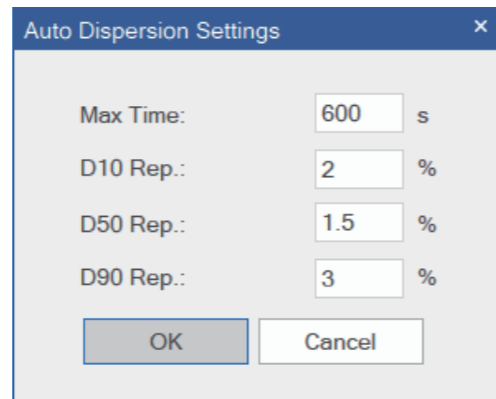 Auto Dispersion Settings ×
Max Time: 600 s
D10 Rep.: 2 %
D50 Rep.: 1.5 %
D90 Rep.: 3 %
OK Cancel